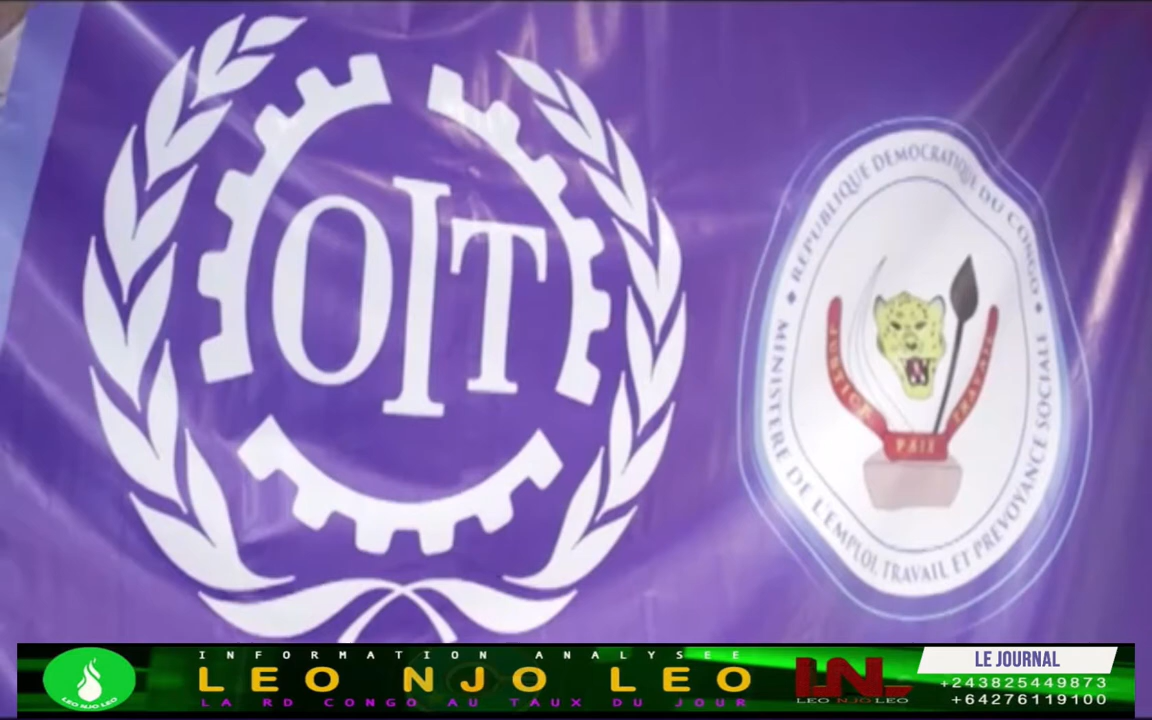 OIT
REPUBLIQUE DEMOCRATIQUE DU CONGO
MINISTERE DE L'EMPLOI, TRAVAIL ET PREVOYANCE SOCIALE
JUSTICE
PAIX
TRAVAIL
INFORMATION ANALYSEE
LEO NJO LEO
LA RD CONGO AU TAUX DU JOUR
LEO NJO LEO
LNL
LEO NJO LEO
LE JOURNAL
+243825449873
+64276119100